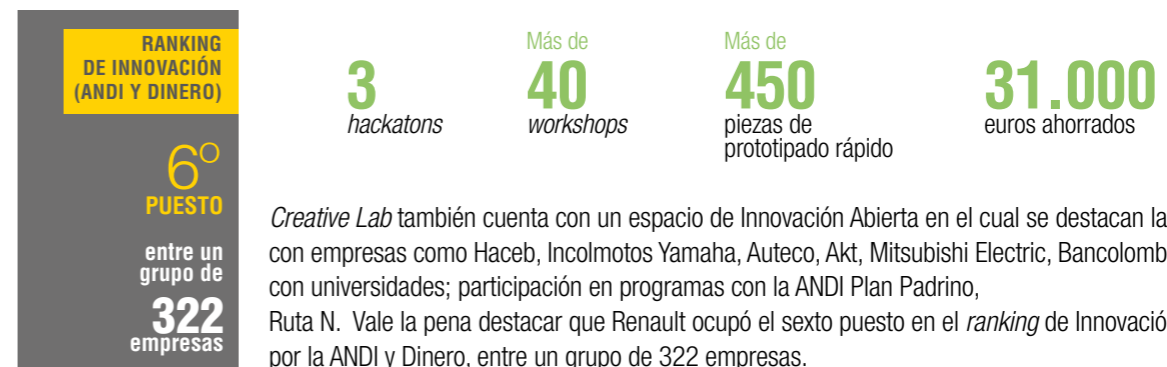 RANKING
DE INNOVACIÓN
(ANDI Y DINERO)
6º
PUESTO
entre un
grupo de
322
empresas
3
hackatons
Más de
40
workshops
Más de
450
piezas de
prototipado rápido
31.000
euros ahorrados
Creative Lab también cuenta con un espacio de Innovación Abierta en el cual se destacan la
con empresas como Haceb, Incolmotos Yamaha, Auteco, Akt, Mitsubishi Electric, Bancolomb
con universidades; participación en programas con la ANDI Plan Padrino,
Ruta N. Vale la pena destacar que Renault ocupó el sexto puesto en el ranking de Innovació
por la ANDI y Dinero, entre un grupo de 322 empresas.